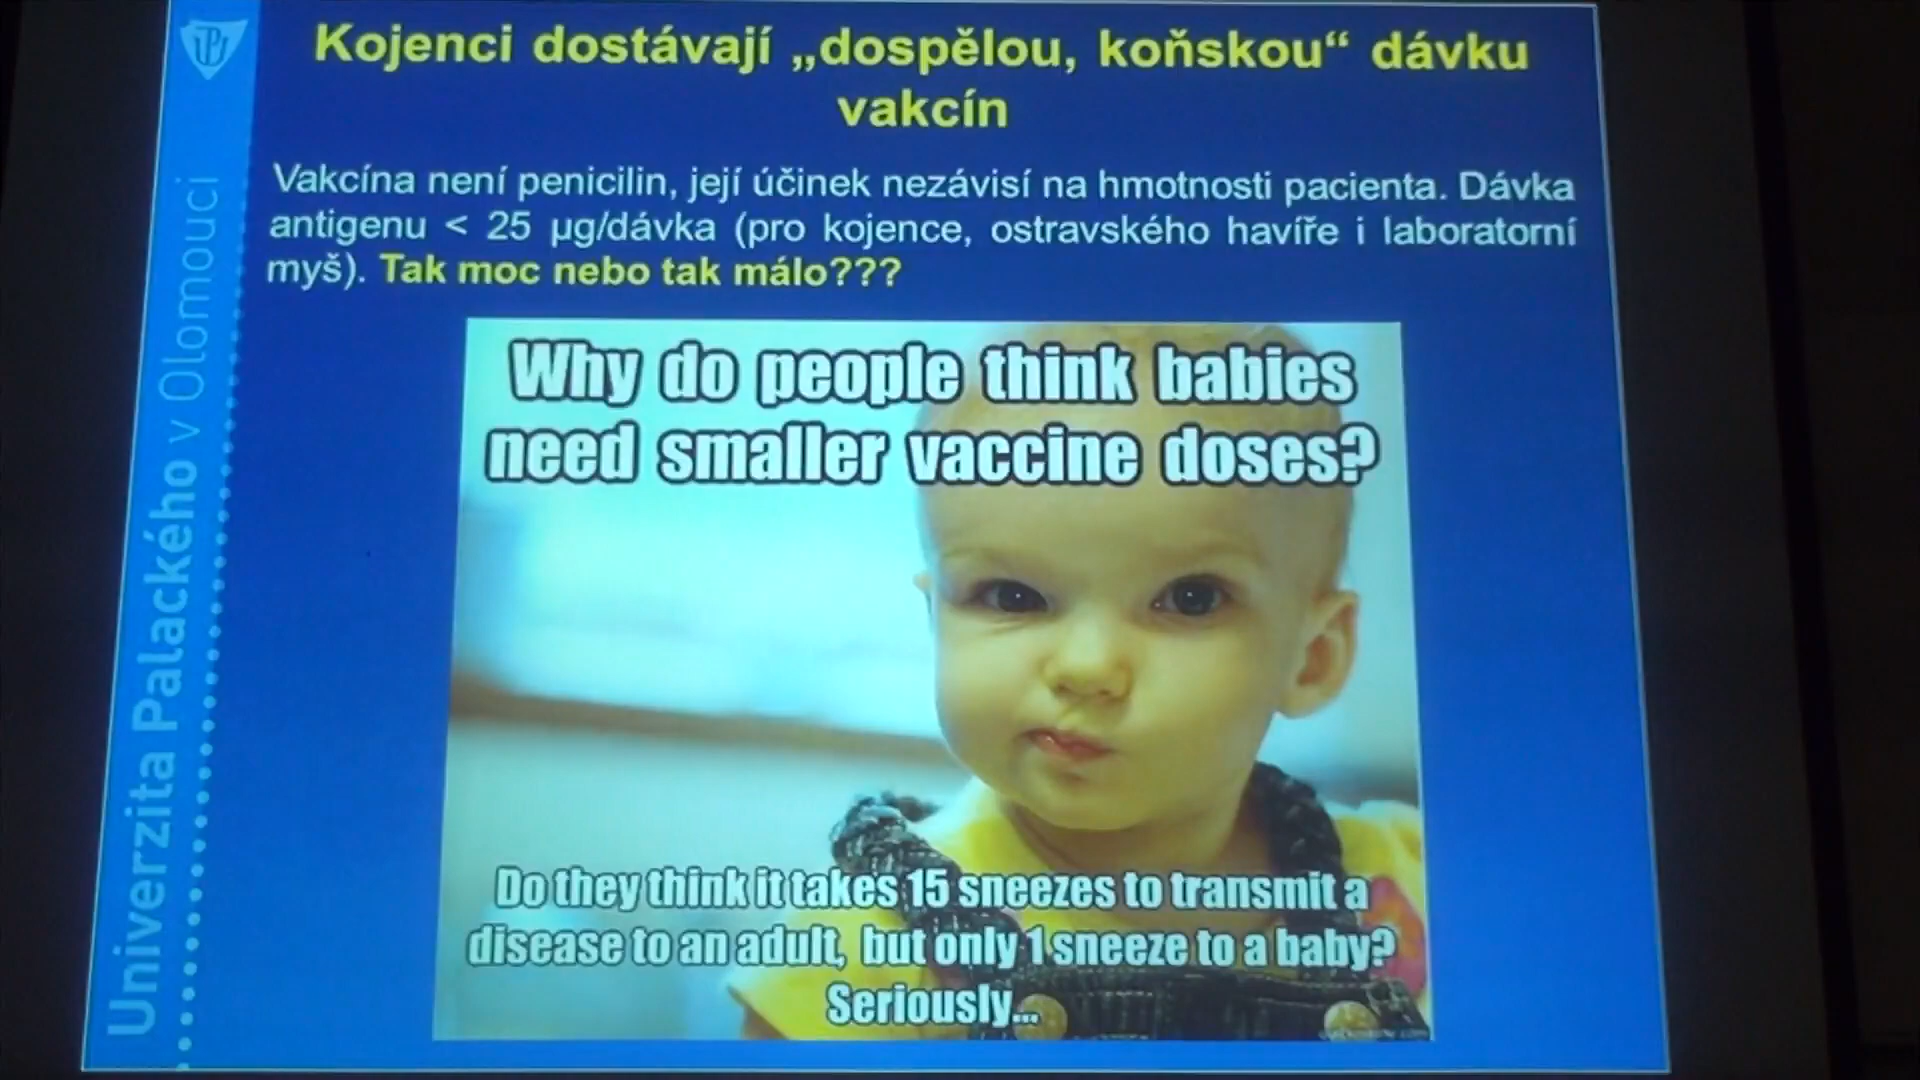 Kojenci dostávají „dospělou, koňskou“ dávku
vakcín
Vakcína není penicilin, její účinek nezávisí na hmotnosti pacienta. Dávka
antigenu < 25 µg/dávka (pro kojence, ostravského havíře i laboratorní
myš). Tak moc nebo tak málo???
Why do people think babies
need smaller vaccine doses?
Do they think it takes 15 sneezes to transmit a
disease to an adult, but only 1 sneeze to a baby?
Seriously...
Univerzita Palackého v Olomouci